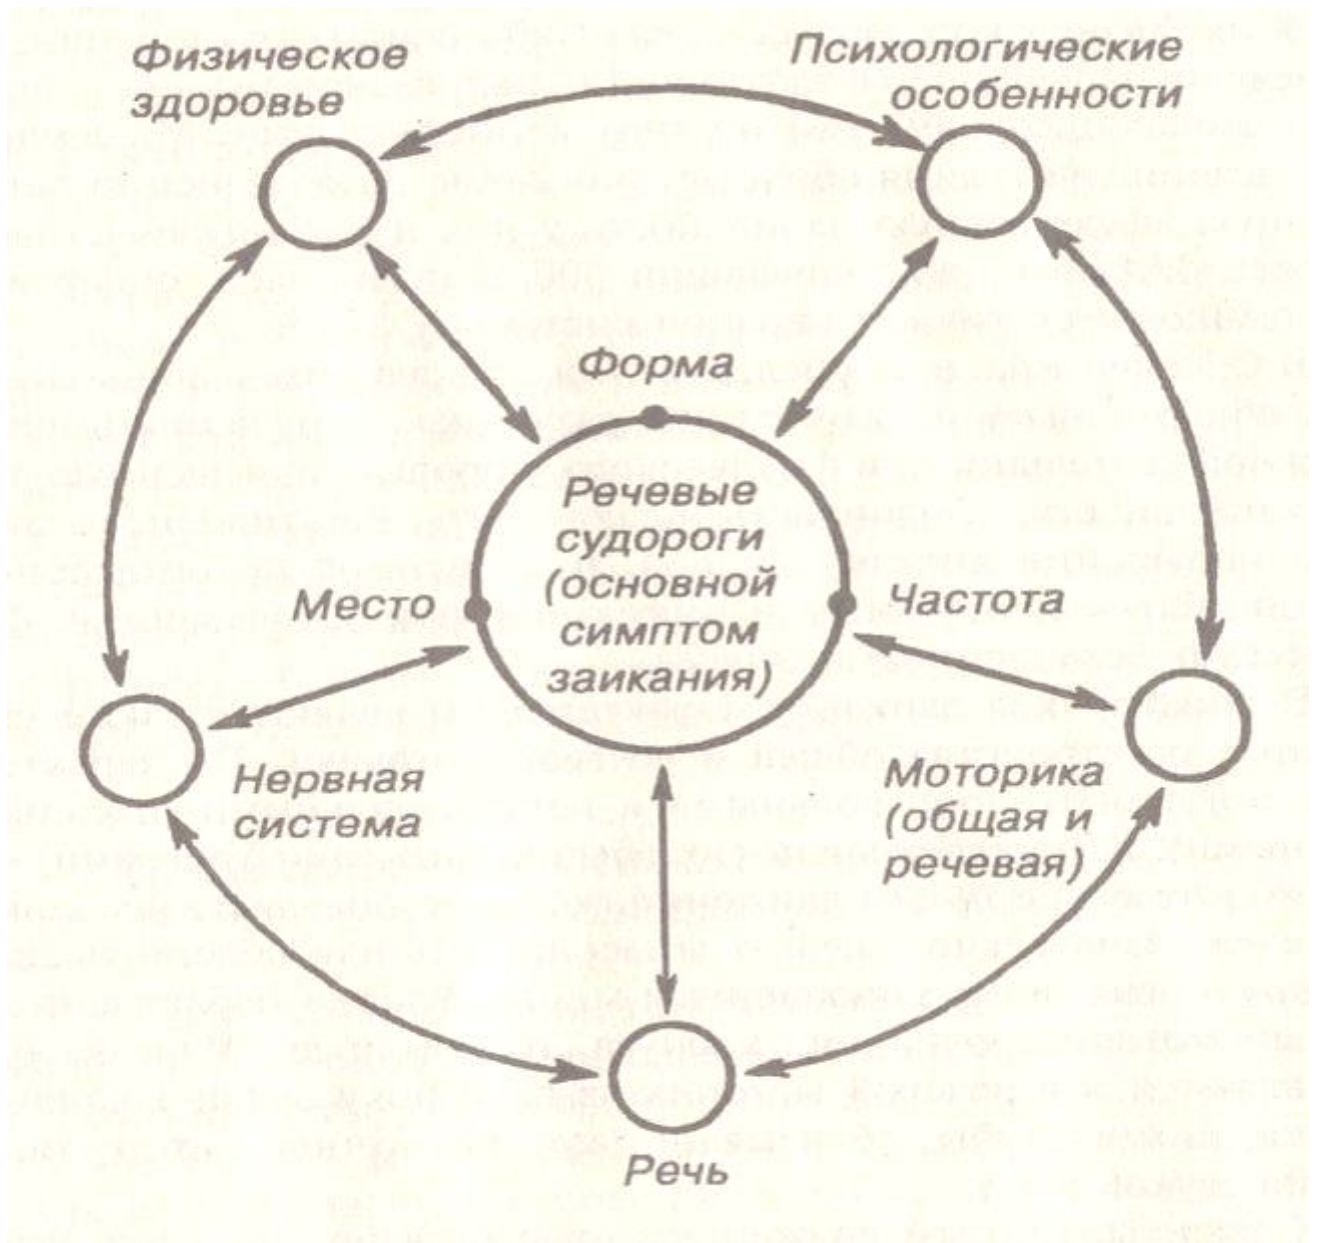 Физическое
здоровье
Психологические
особенности
Форма
Речевые
судороги
(основной
симптом
заикания)
Место
Частота
Нервная
система
Моторика
(общая и
речевая)
Речь